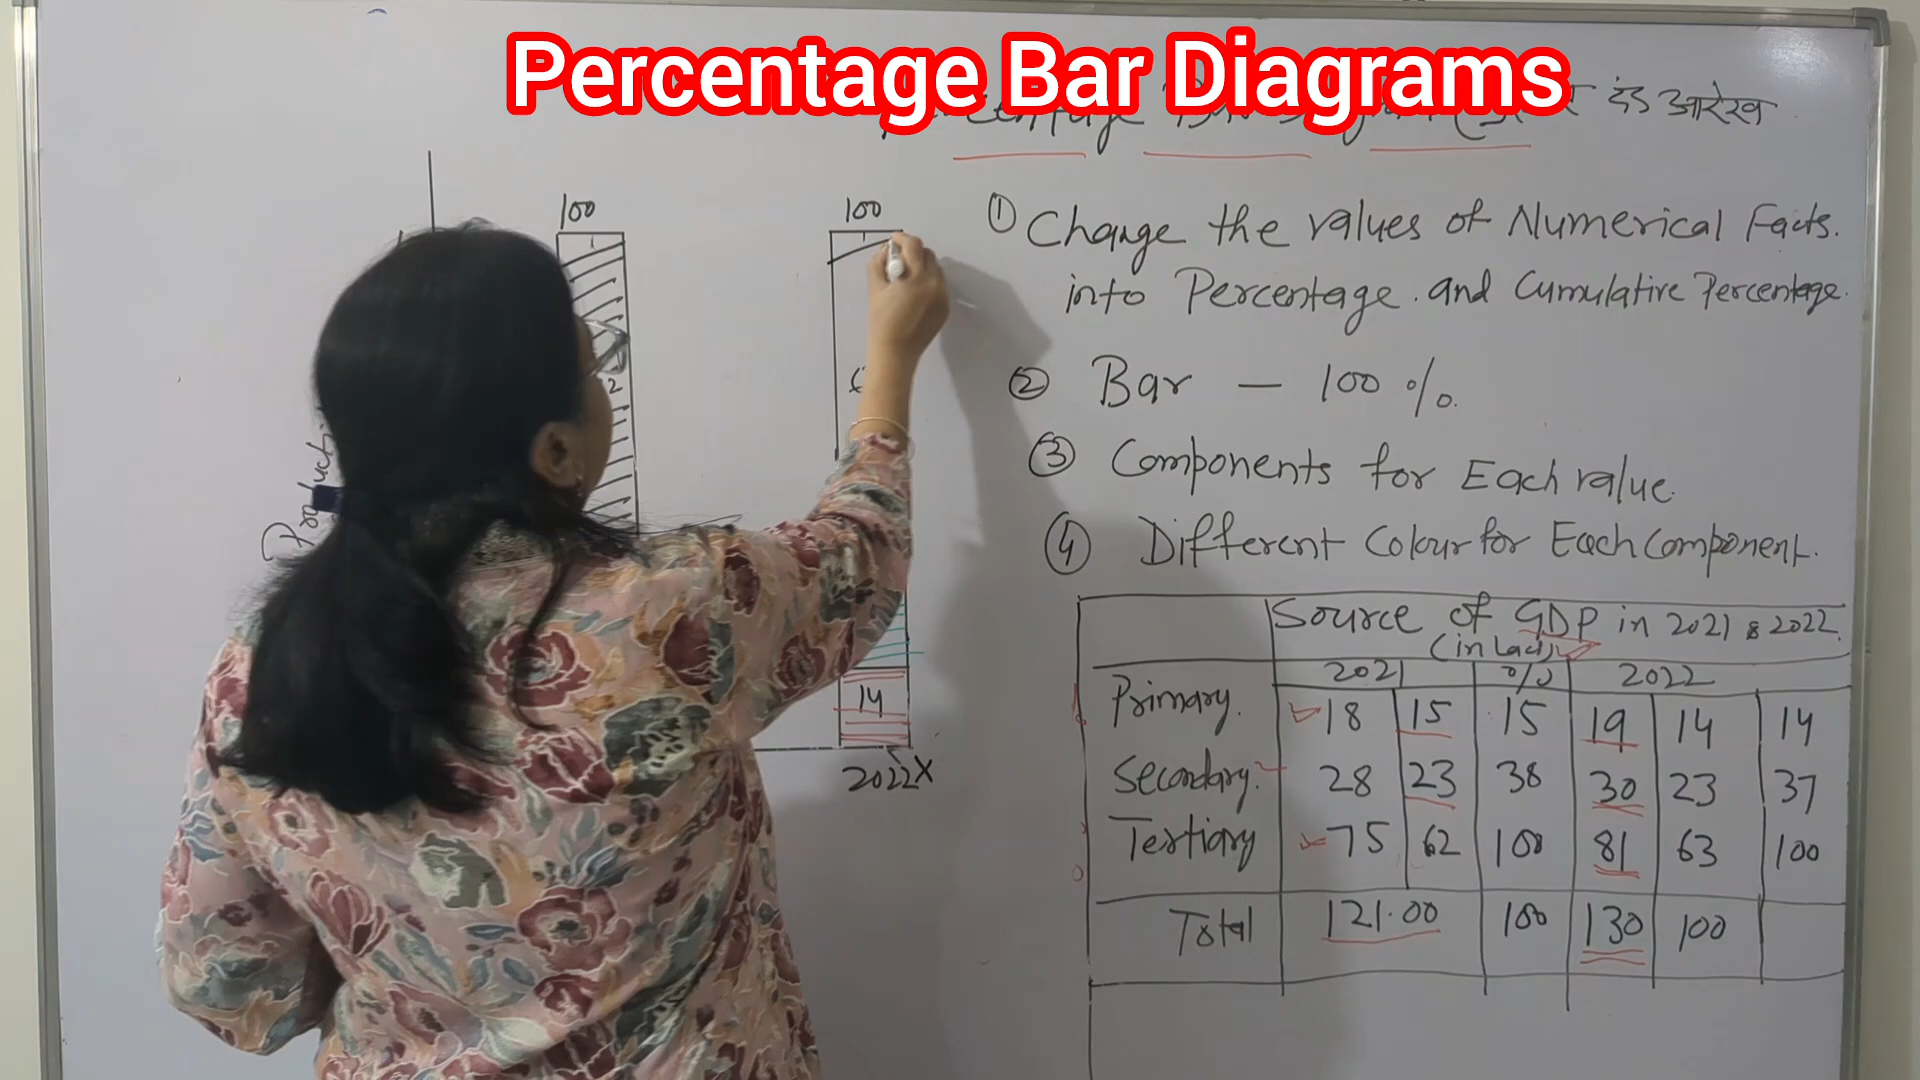 Percentage Bar Diagrams
दंड आरेख
① Change the values of Numerical Facts.
into Percentage. and Cumulative Percentage.
② Bar — 100 %.
③ Components for Each value.
④ Different Colour for Each Component.
100
100
14
2022 X
Source of GDP in 2021 & 2022
2021 % 2022
Primary. 18 15 15 19 14 14
Secondary. 28 23 38 30 23 37
Tertiary 75 62 100 81 63 100
Total 121.00 100 130 100